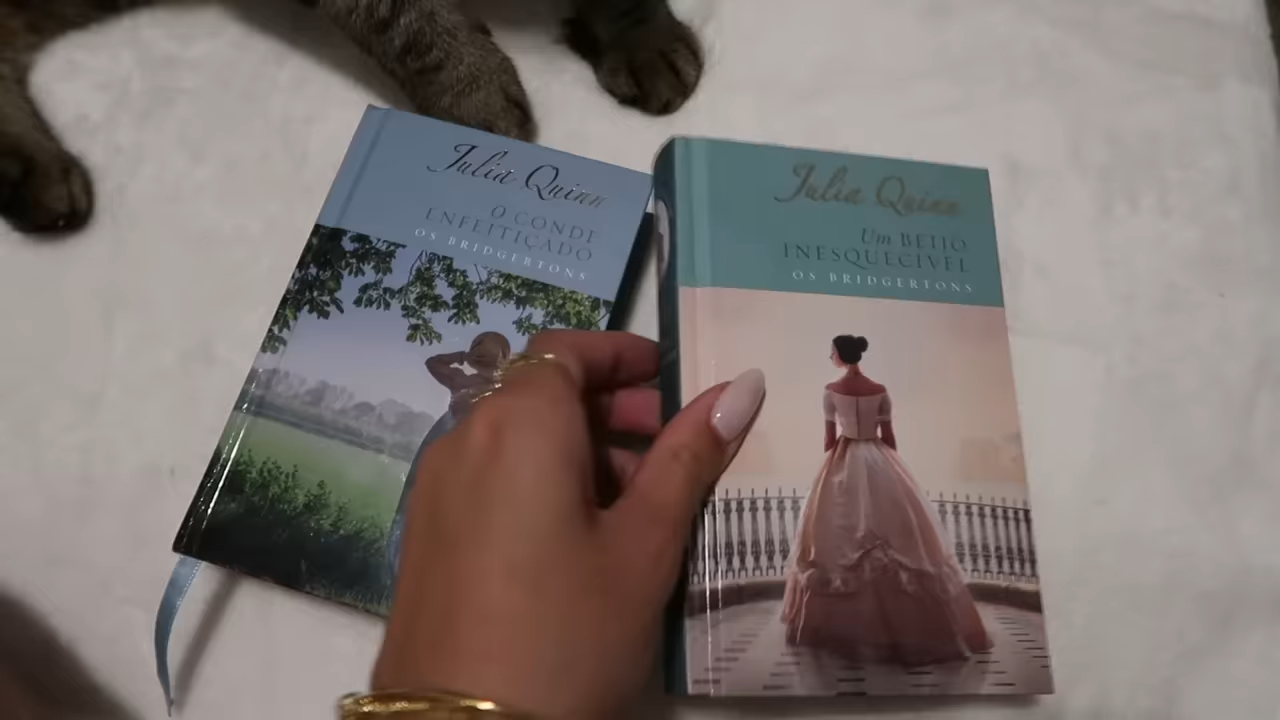 Julia Quinn
O CONDE
ENFEITIÇADO
OS BRIDGERTONS
Julia Quinn
Um BEIJO
INESQUECÍVEL
OS BRIDGERTONS